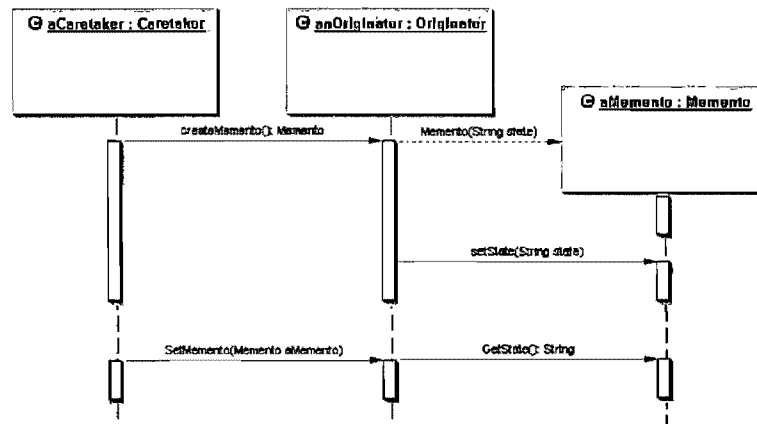 C aCaretaker : Caretaker
C anOriginator : Originator
C aMemento : Memento
createMemento(): Memento
Memento(String state)
setState(String state)
SetMemento(Memento aMemento)
GetState(): String